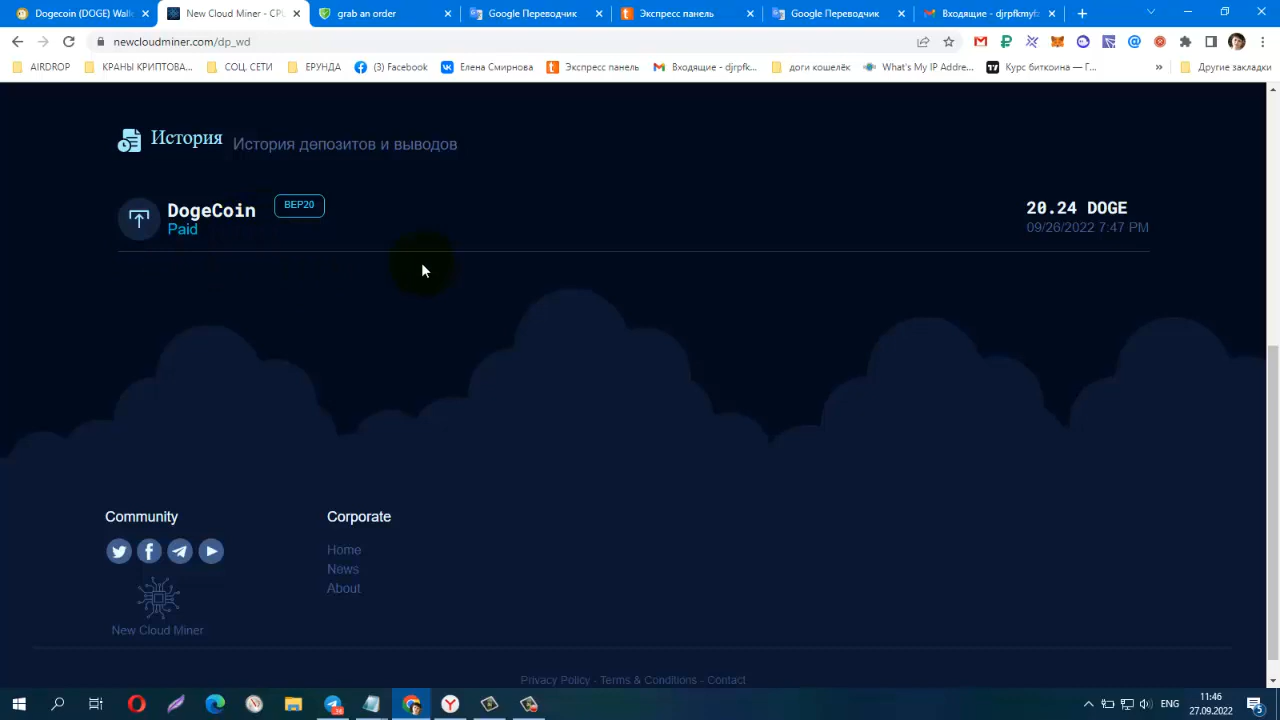 Dogecoin (DOGE) Wall
New Cloud Miner - CPU
grab an order
Google Переводчик
Экспресс панель
Google Переводчик
Входящие - djrpfkmyf
newcloudminer.com/dp_wd
AIRDROP
КРАНЫ КРИПТОВА...
СОЦ. СЕТИ
ЕРУНДА
(3) Facebook
Елена Смирнова
Экспресс панель
Входящие - djrpfk...
доги кошелёк
What's My IP Addre...
Курс биткоина — Г...
»
Другие закладки
История
История депозитов и выводов
DogeCoin
BEP20
20.24 DOGE
Paid
09/26/2022 7:47 PM
Community
Corporate
Home
News
About
New Cloud Miner
Privacy Policy - Terms & Conditions - Contact
ENG
11:46
27.09.2022